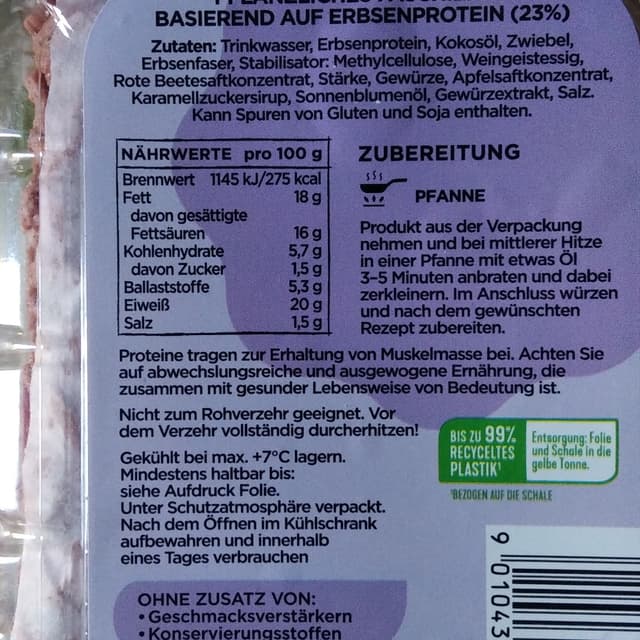 BASIEREND AUF ERBSENPROTEIN (23%)
Zutaten: Trinkwasser, Erbsenprotein, Kokosöl, Zwiebel,
Erbsenfaser, Stabilisator: Methylcellulose, Weingeistessig,
Rote Beetesaftkonzentrat, Stärke, Gewürze, Apfelsaftkonzentrat,
Karamellzuckersirup, Sonnenblumenöl, Gewürzextrakt, Salz.
Kann Spuren von Gluten und Soja enthalten.
NÄHRWERTE pro 100 g
Brennwert 1145 kJ/275 kcal
Fett 18 g
davon gesättigte
Fettsäuren 16 g
Kohlenhydrate 5,7 g
davon Zucker 1,5 g
Ballaststoffe 5,3 g
Eiweiß 20 g
Salz 1,5 g
ZUBEREITUNG
PFANNE
Produkt aus der Verpackung
nehmen und bei mittlerer Hitze
in einer Pfanne mit etwas Öl
3–5 Minuten anbraten und dabei
zerkleinern. Im Anschluss würzen
und nach dem gewünschten
Rezept zubereiten.
Proteine tragen zur Erhaltung von Muskelmasse bei. Achten Sie
auf abwechslungsreiche und ausgewogene Ernährung, die
zusammen mit gesunder Lebensweise von Bedeutung ist.
Nicht zum Rohverzehr geeignet. Vor
dem Verzehr vollständig durcherhitzen!
Gekühlt bei max. +7°C lagern.
Mindestens haltbar bis:
siehe Aufdruck Folie.
Unter Schutzatmosphäre verpackt.
Nach dem Öffnen im Kühlschrank
aufbewahren und innerhalb
eines Tages verbrauchen
BIS ZU 99%
RECYCELTES
PLASTIK¹
Entsorgung: Folie
und Schale in die
gelbe Tonne.
¹BEZOGEN AUF DIE SCHALE
OHNE ZUSATZ VON:
• Geschmacksverstärkern
• Konservierungsstoffen
9 01043